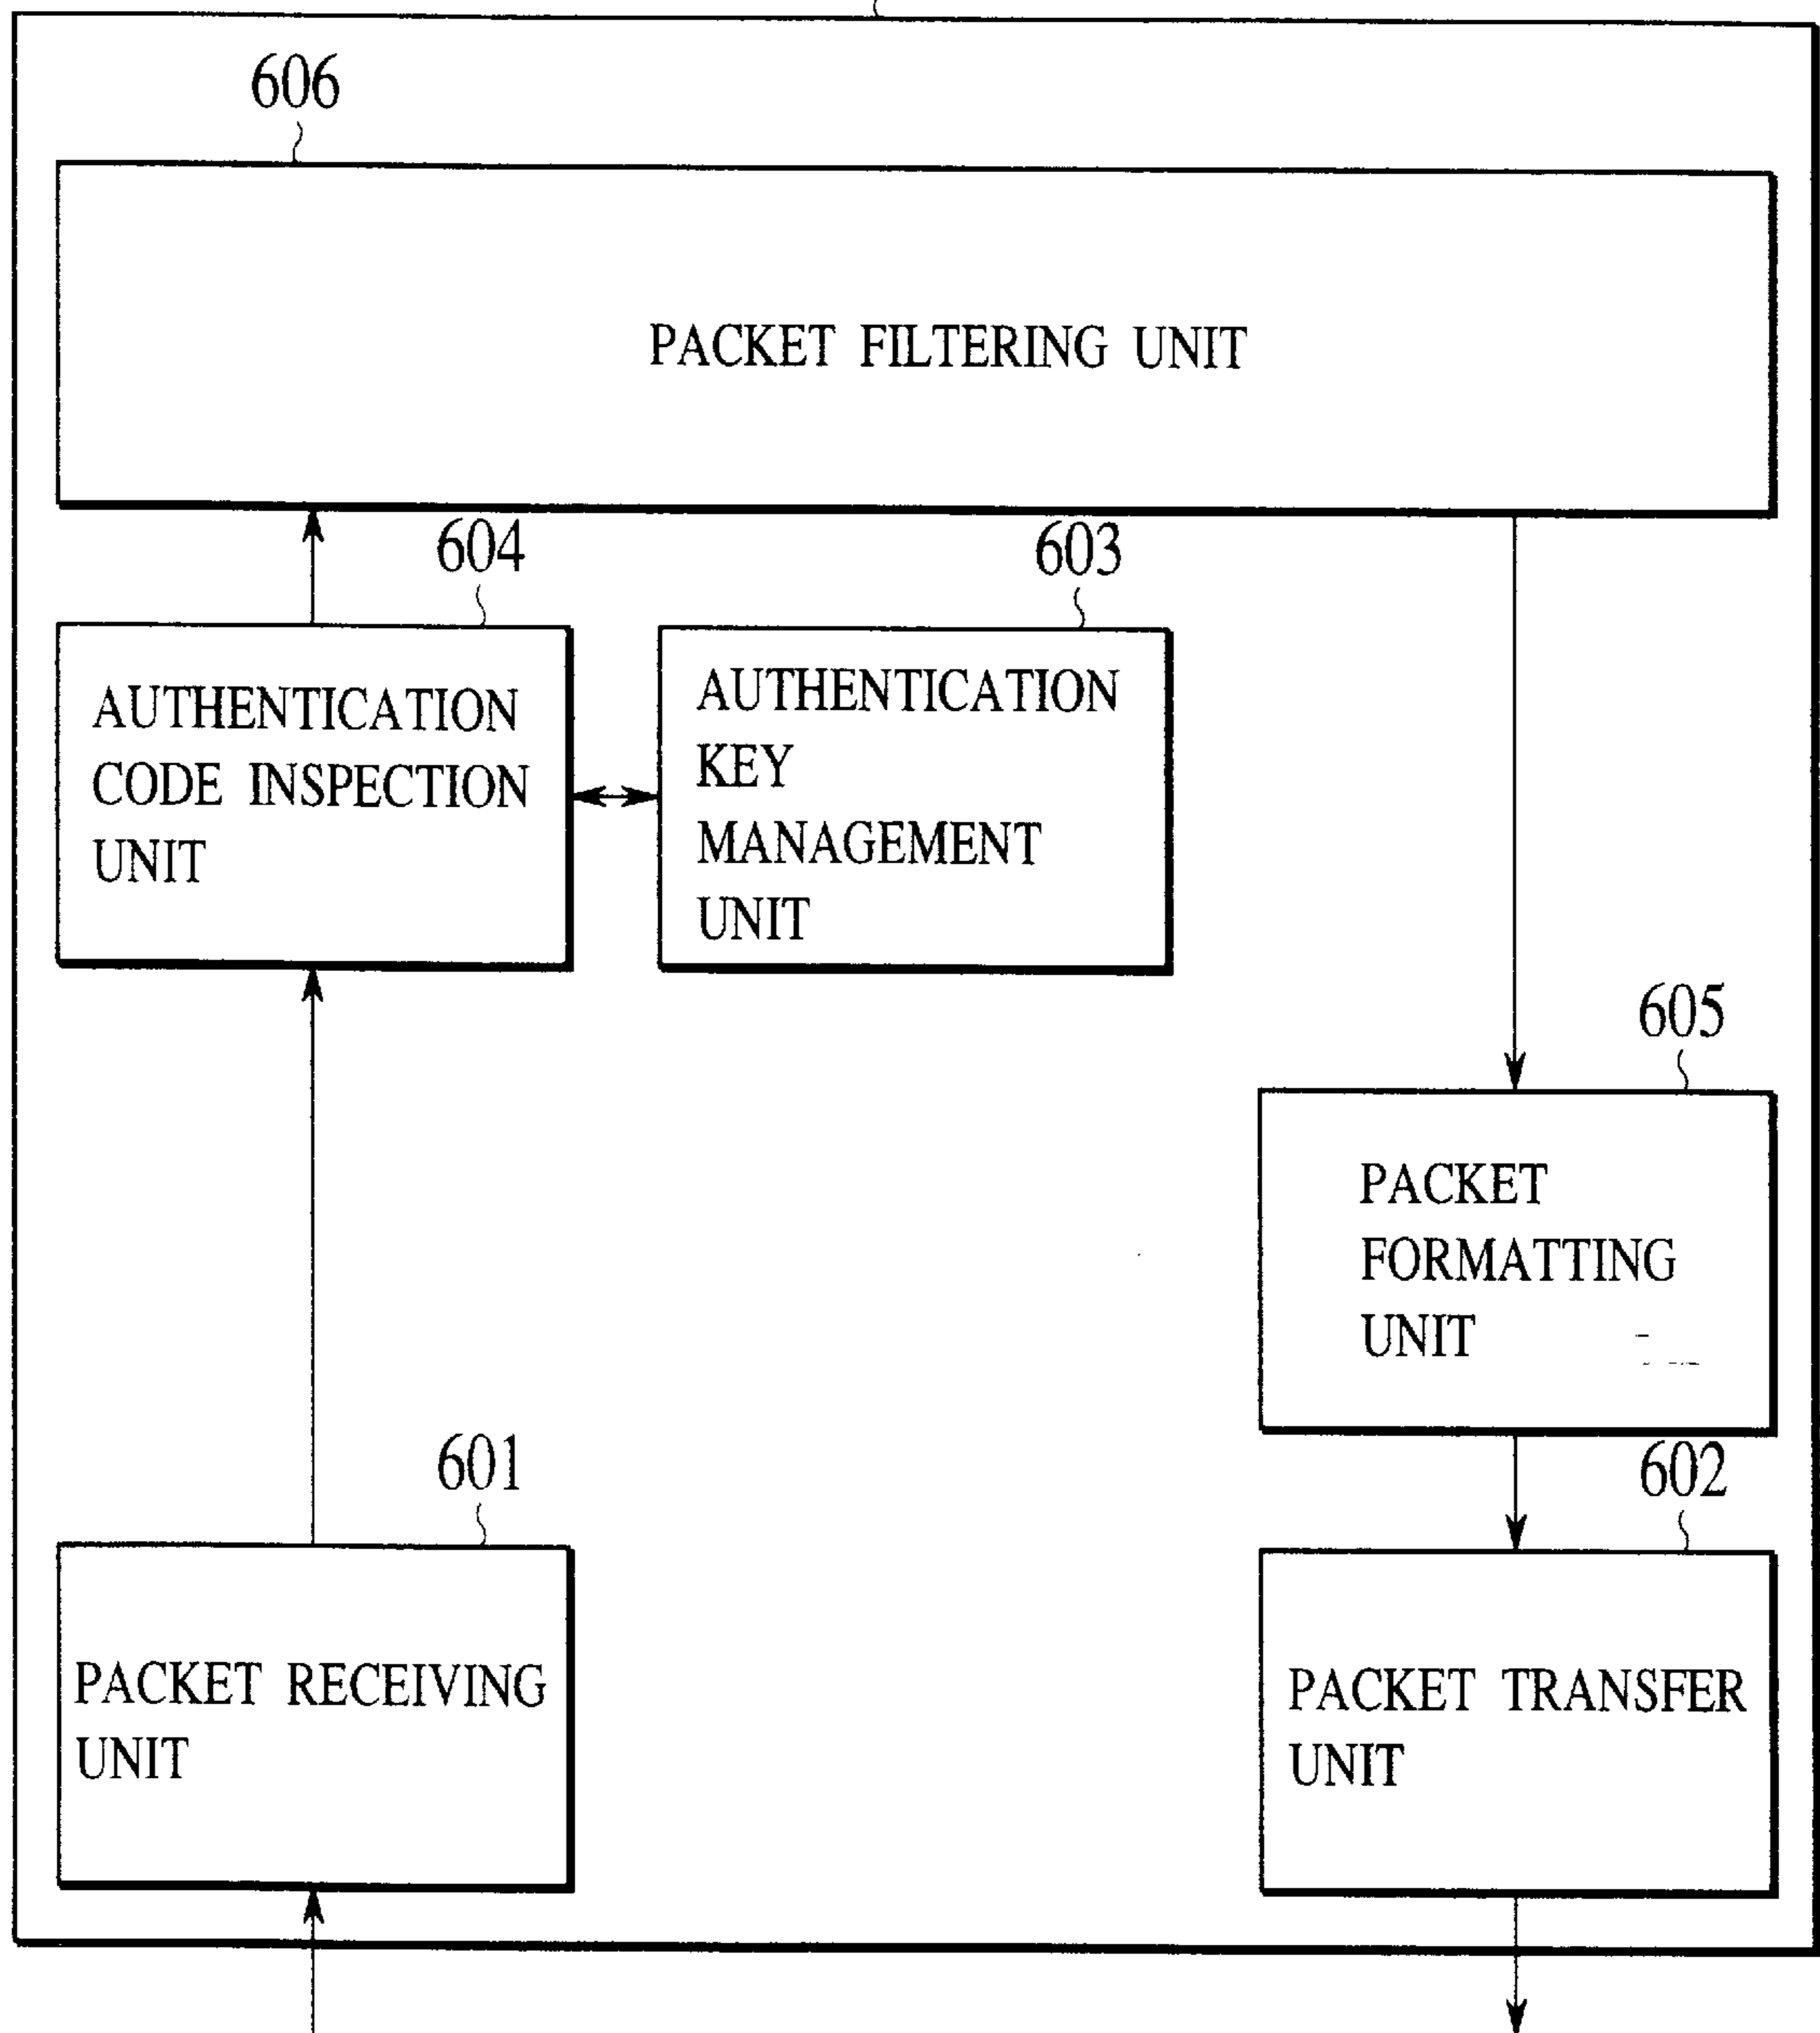 606
PACKET FILTERING UNIT
604
603
AUTHENTICATION
CODE INSPECTION
UNIT
AUTHENTICATION
KEY
MANAGEMENT
UNIT
605
PACKET
FORMATTING
UNIT
601
602
PACKET RECEIVING
UNIT
PACKET TRANSFER
UNIT